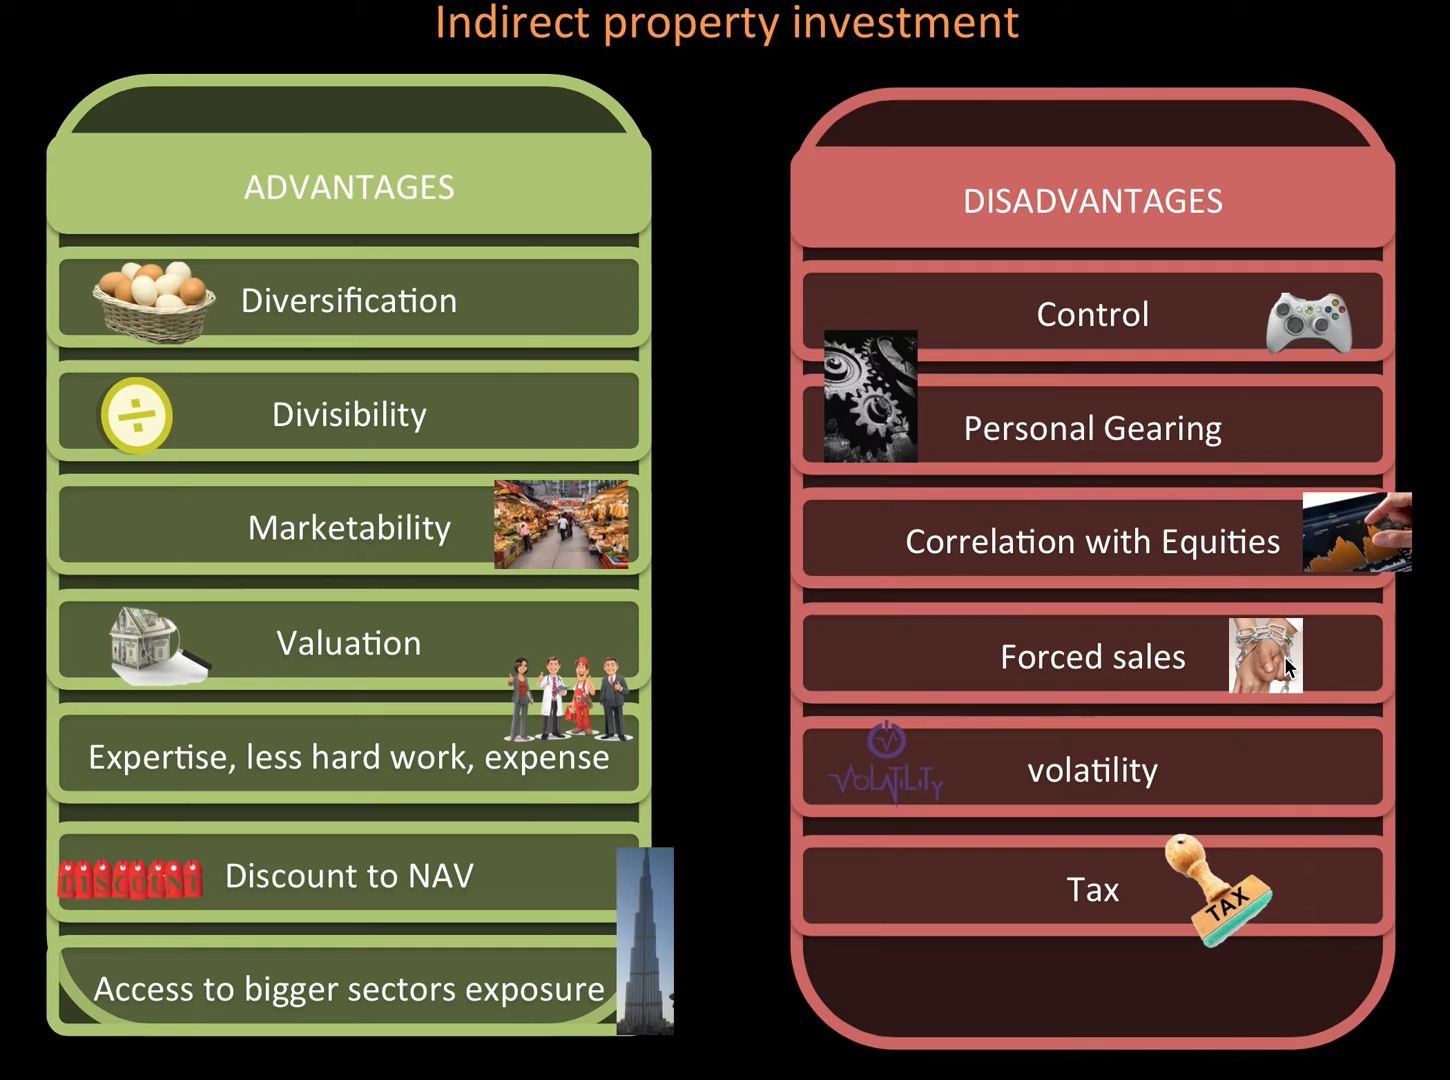 Indirect property investment
ADVANTAGES
Diversification
Divisibility
Marketability
Valuation
Expertise, less hard work, expense
DISCOUNT
Discount to NAV
Access to bigger sectors exposure
DISADVANTAGES
Control
Personal Gearing
Correlation with Equities
Forced sales
VOLATILITY
volatility
Tax
TAX